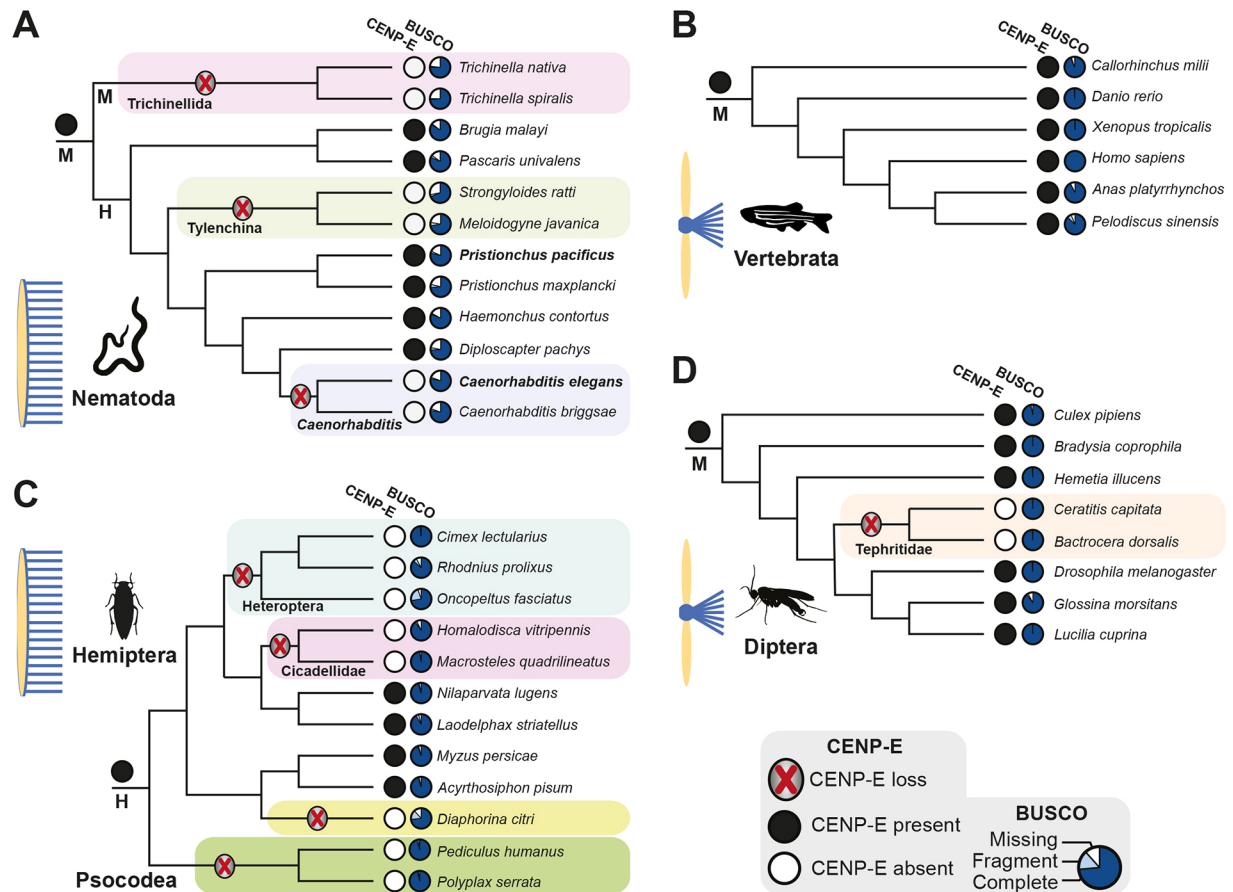 A
CENP-E
BUSCO
Trichinella nativa
M
Trichinellida
Trichinella spiralis
Brugia malayi
M
Pascaris univalens
H
Strongyloides ratti
Tylenchina
Meloidogyne javanica
Pristionchus pacificus
Pristionchus maxplancki
Haemonchus contortus
Diploscapter pachys
Nematoda
Caenorhabditis elegans
Caenorhabditis briggsae
Caenorhabditis
B
CENP-E
BUSCO
Callorhinchus milii
Danio rerio
M
Xenopus tropicalis
Homo sapiens
Anas platyrrhynchos
Pelodiscus sinensis
Vertebrata
C
CENP-E
BUSCO
Cimex lectularius
Rhodnius prolixus
Heteroptera
Oncopeltus fasciatus
Homalodisca vitripennis
Hemiptera
Macrosteles quadrilineatus
Cicadellidae
Nilaparvata lugens
Laodelphax striatellus
Myzus persicae
H
Acyrthosiphon pisum
Diaphorina citri
Pediculus humanus
Psocodea
Polyplax serrata
D
CENP-E
BUSCO
Culex pipiens
Bradysia coprophila
M
Hemetia illucens
Ceratitis capitata
Tephritidae
Bactrocera dorsalis
Drosophila melanogaster
Glossina morsitans
Lucilia cuprina
Diptera
CENP-E
CENP-E loss
CENP-E present
CENP-E absent
BUSCO
Missing
Fragment
Complete